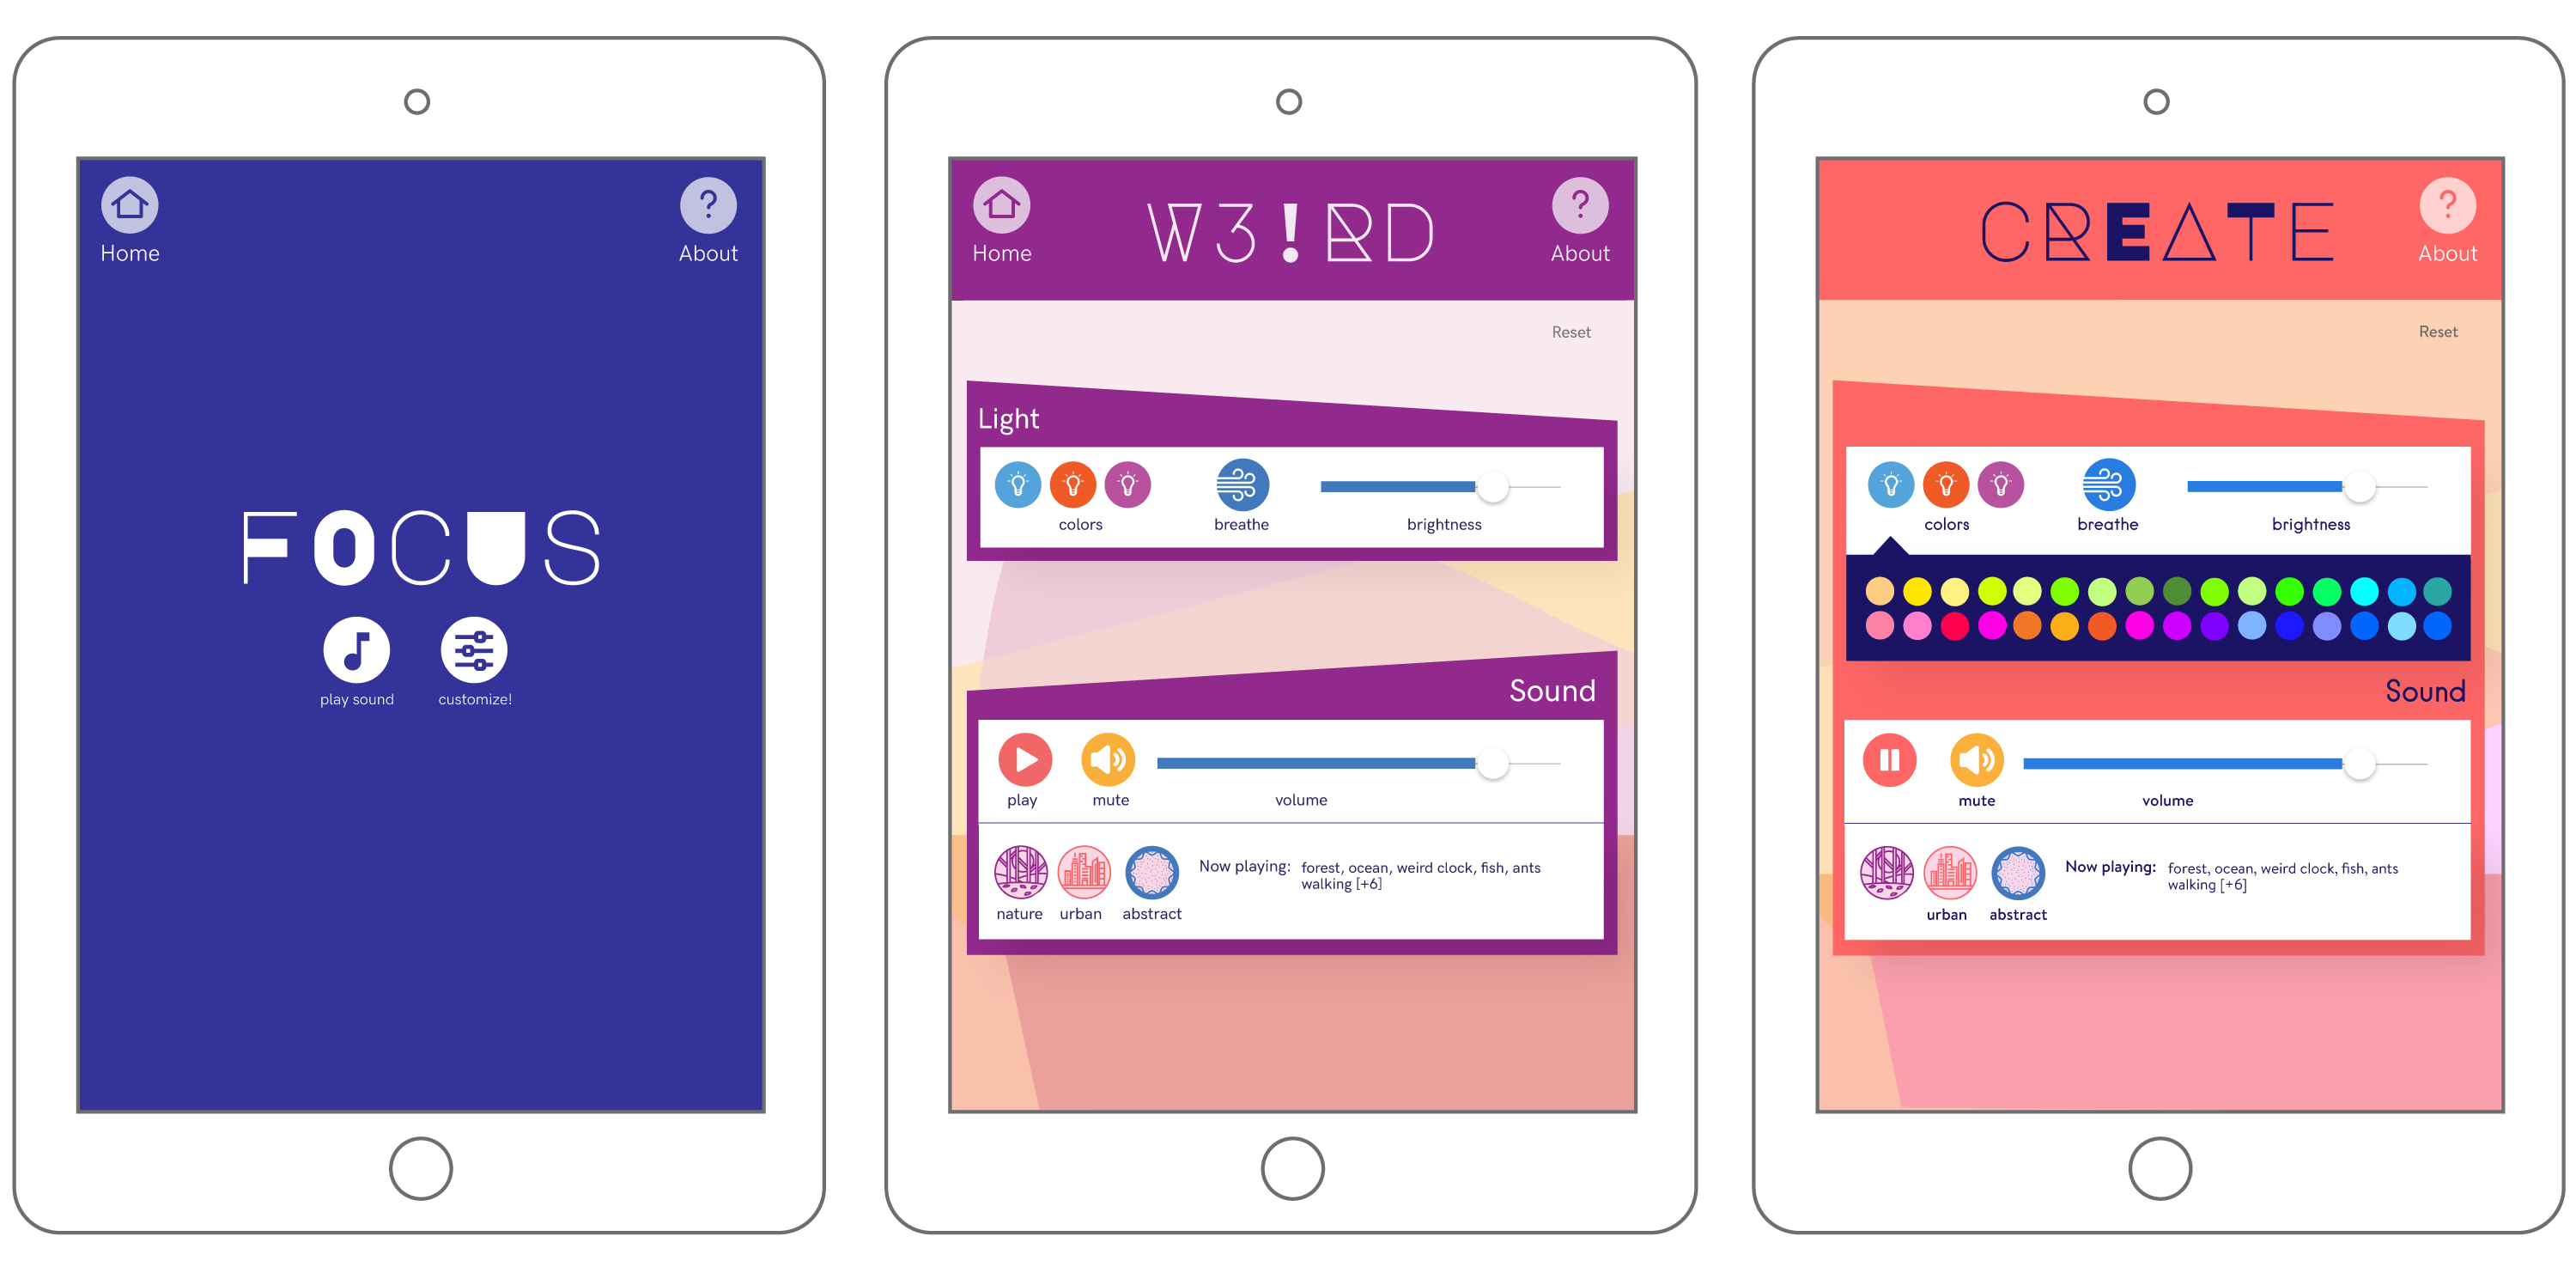 Home
About
FOCUS
play sound
customize!
Home
W3!RD
About
Reset
Light
colors
breathe
brightness
Sound
play
mute
volume
nature
urban
abstract
Now playing: forest, ocean, weird clock, fish, ants
walking [+6]
CREATE
About
Reset
colors
breathe
brightness
Sound
mute
volume
urban
abstract
Now playing: forest, ocean, weird clock, fish, ants
walking [+6]